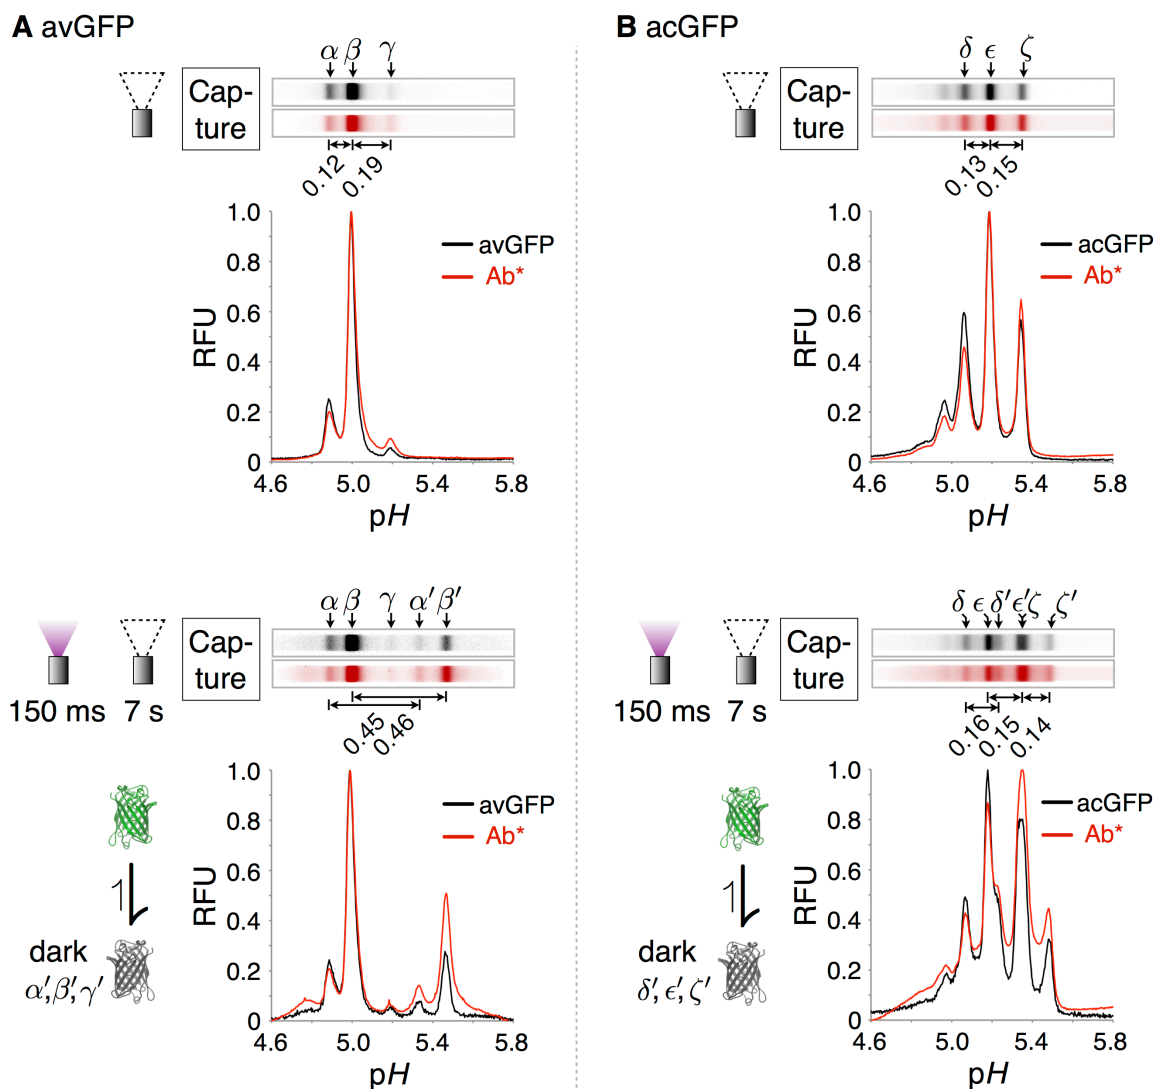 A avGFP
α β γ
Cap-
ture
0.12 0.19
1.0
0.8
0.6
0.4
0.2
0
RFU
avGFP
Ab*
4.6 5.0 5.4 5.8
pH
α β γ α′ β′
Cap-
ture
150 ms 7 s
0.45 0.46
1.0
0.8
0.6
0.4
0.2
0
RFU
avGFP
Ab*
dark
α′,β′,γ′
4.6 5.0 5.4 5.8
pH
B acGFP
δ ϵ ζ
Cap-
ture
0.13 0.15
1.0
0.8
0.6
0.4
0.2
0
RFU
acGFP
Ab*
4.6 5.0 5.4 5.8
pH
δ ϵ δ′ ϵ′ζ ζ′
Cap-
ture
150 ms 7 s
0.16 0.15 0.14
1.0
0.8
0.6
0.4
0.2
0
RFU
acGFP
Ab*
dark
δ′,ϵ′,ζ′
4.6 5.0 5.4 5.8
pH